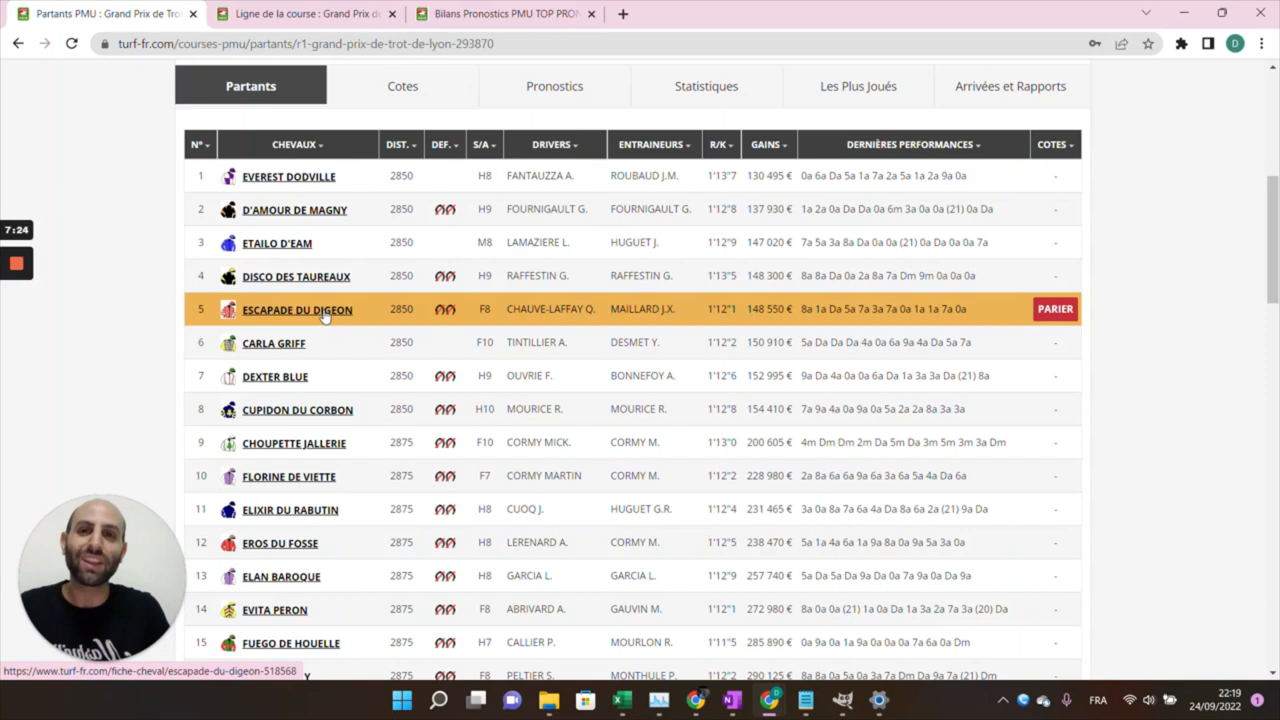 Partants PMU : Grand Prix de Tro
Ligne de la course : Grand Prix de
Bilans Pronostics PMU TOP PRON
turf-fr.com/courses-pmu/partants/r1-grand-prix-de-trot-de-lyon-293870
D
Partants Cotes Pronostics Statistiques Les Plus Joués Arrivées et Rapports
N° CHEVAUX DIST. DEF. S/A DRIVERS ENTRAINEURS R/K GAINS DERNIÈRES PERFORMANCES COTES
1 EVEREST DODVILLE 2850 H8 FANTAUZZA A. ROUBAUD J.M. 1'13"7 130 495 € 0a 6a Da 5a 1a 7a 2a 5a 1a 2a 9a 0a -
2 D'AMOUR DE MAGNY 2850 H9 FOURNIGAULT G. FOURNIGAULT G. 1'12"8 137 930 € 1a 2a 0a Da Da 0a 6m 3a 0a 0a (21) 0a Da -
3 ETAILO D'EAM 2850 M8 LAMAZIERE L. HUGUET J. 1'12"9 147 020 € 7a 5a 3a 8a Da 0a 0a (21) 0a Da 0a 0a 7a -
4 DISCO DES TAUREAUX 2850 H9 RAFFESTIN G. RAFFESTIN G. 1'13"5 148 300 € 8a 8a Da 0a 2a 8a 7a Dm 9m 0a 0a 0a -
5 ESCAPADE DU DIGEON 2850 F8 CHAUVE-LAFFAY Q. MAILLARD J.X. 1'12"1 148 550 € 8a 1a Da 5a 7a 3a 7a 0a 1a 1a 7a 0a PARIER
6 CARLA GRIFF 2850 F10 TINTILLIER A. DESMET Y. 1'12"2 150 910 € 5a Da Da Da 4a 0a 6a 9a 4a Da 5a 7a -
7 DEXTER BLUE 2850 H9 OUVRIE F. BONNEFOY A. 1'12"6 152 995 € 9a Da 4a 0a 0a 6a Da 1a 3a 3a Da (21) 8a -
8 CUPIDON DU CORBON 2850 H10 MOURICE R. MOURICE R. 1'12"8 154 410 € 7a 9a 4a 0a 9a 0a 5a 2a 2a 8a 3a 3a -
9 CHOUPETTE JALLERIE 2875 F10 CORMY MICK. CORMY M. 1'13"0 200 605 € 4m Dm Dm 2m Da 5m Da 3m 5m 3m 3a Dm -
10 FLORINE DE VIETTE 2875 F7 CORMY MARTIN CORMY M. 1'12"2 228 980 € 2a 8a 6a 9a 6a 3a 6a 5a 4a Da 6a -
11 ELIXIR DU RABUTIN 2875 H8 CUOQ J. HUGUET G.R. 1'12"4 231 465 € 3a 0a 8a 7a 6a 4a Da 8a 6a 2a (21) 9a Da -
12 EROS DU FOSSE 2875 H8 LERENARD A. CORMY M. 1'12"5 238 470 € 5a 1a 4a 6a 1a 9a 8a 0a 9a 5a 3a 0a -
13 ELAN BAROQUE 2875 H8 GARCIA L. GARCIA L. 1'12"9 257 740 € 5a Da 5a Da 9a Da 0a 7a 9a 0a Da 9a -
14 EVITA PERON 2875 F8 ABRIVARD A. GAUVIN M. 1'12"1 272 980 € 8a 0a 0a (21) 1a 0a Da 1a 3a 2a 7a 3a (20) Da -
15 FUEGO DE HOUELLE 2875 H7 CALLIER P. MOURLON R. 1'11"5 285 890 € 0a 9a 0a 1a 9a 0a 0a 0a 7a 6a 0a Dm -
2875 F8 PELTIER S. MONTHULE P. 290 125 €
7:24
https://www.turf-fr.com/fiche-cheval/escapade-du-digeon-518568
FRA
22:19
24/09/2022
1